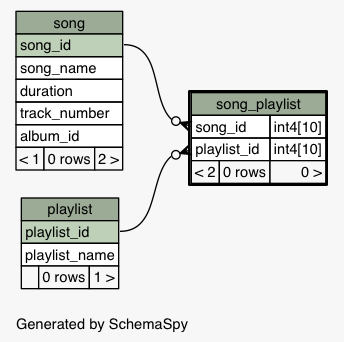 song
song_id
song_name
duration
track_number
album_id
< 1 0 rows 2 >
song_playlist
song_id int4[10]
playlist_id int4[10]
< 2 0 rows 0 >
playlist
playlist_id
playlist_name
0 rows 1 >
Generated by SchemaSpy